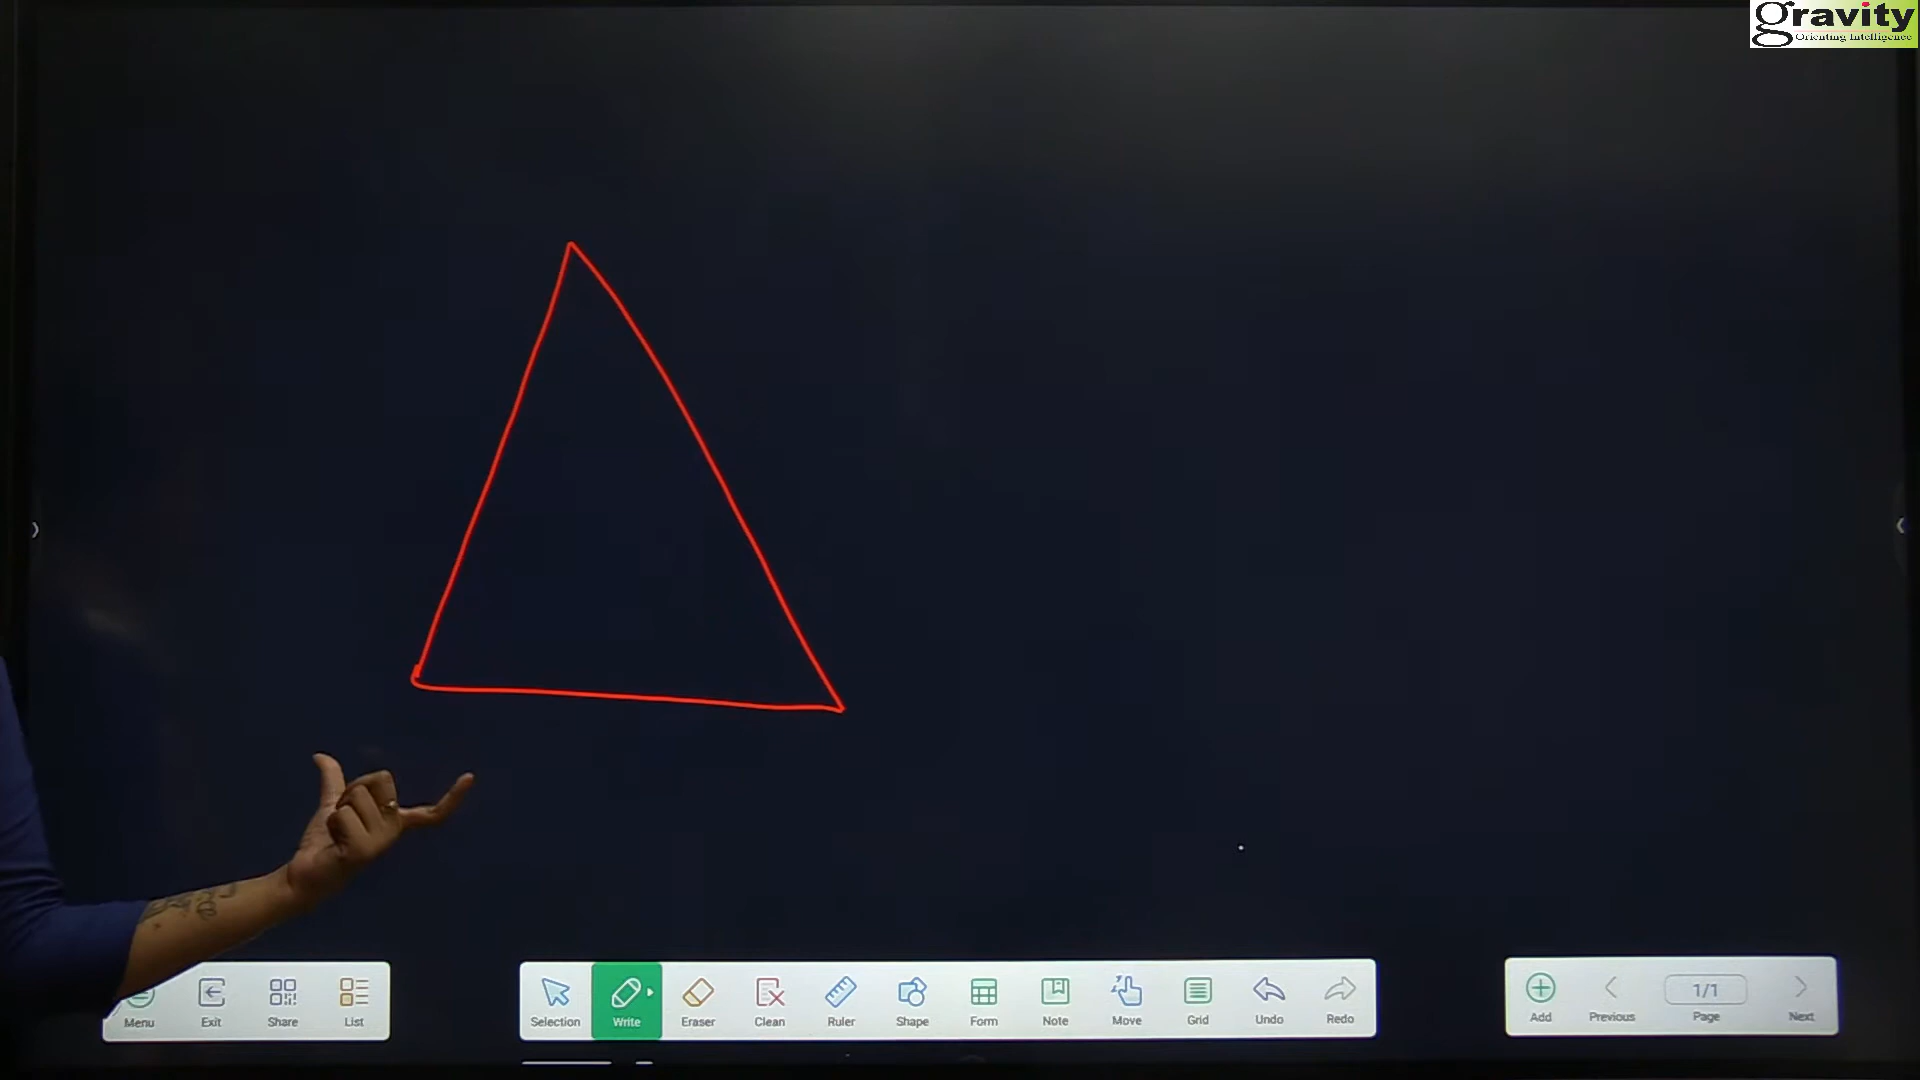 gravity
Orienting Intelligence
Menu Exit Share List
Selection Write Eraser Clean Ruler Shape Form Note Move Grid Undo Redo
Add Previous 1/1 Page Next